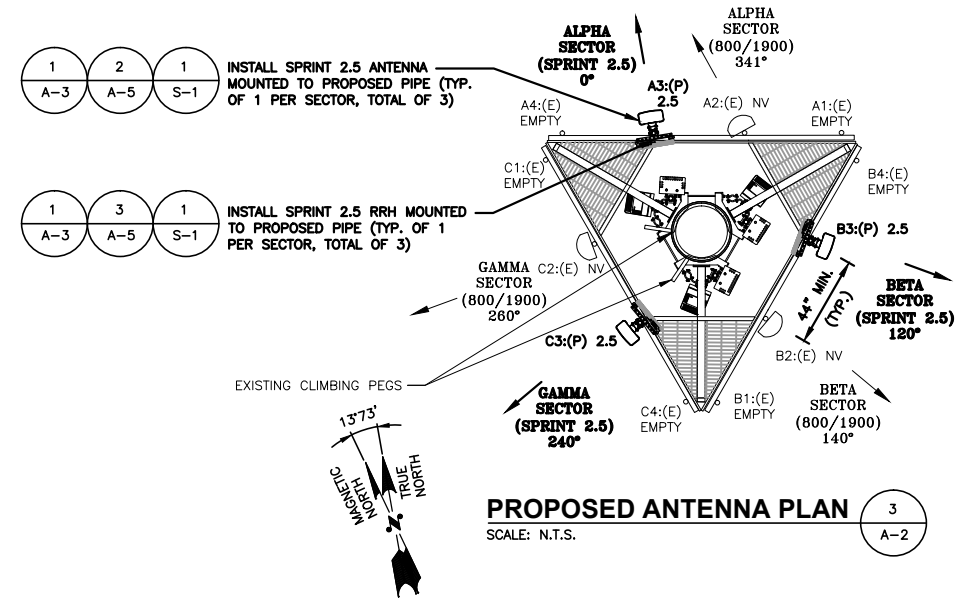 1
A-3
2
A-5
1
S-1
INSTALL SPRINT 2.5 ANTENNA
MOUNTED TO PROPOSED PIPE (TYP.
OF 1 PER SECTOR, TOTAL OF 3)
1
A-3
3
A-5
1
S-1
INSTALL SPRINT 2.5 RRH MOUNTED
TO PROPOSED PIPE (TYP. OF 1
PER SECTOR, TOTAL OF 3)
ALPHA
SECTOR
(SPRINT 2.5)
0°
ALPHA
SECTOR
(800/1900)
341°
A4:(E)
EMPTY
A3:(P)
2.5
A2:(E) NV
A1:(E)
EMPTY
C1:(E)
EMPTY
B4:(E)
EMPTY
B3:(P) 2.5
C2:(E) NV
GAMMA
SECTOR
(800/1900)
260°
44" MIN.
(TYP.)
BETA
SECTOR
(SPRINT 2.5)
120°
C3:(P) 2.5
B2:(E) NV
EXISTING CLIMBING PEGS
GAMMA
SECTOR
(SPRINT 2.5)
240°
C4:(E)
EMPTY
B1:(E)
EMPTY
BETA
SECTOR
(800/1900)
140°
13°73'
MAGNETIC
NORTH
TRUE
NORTH
N
PROPOSED ANTENNA PLAN
SCALE: N.T.S.
3
A-2